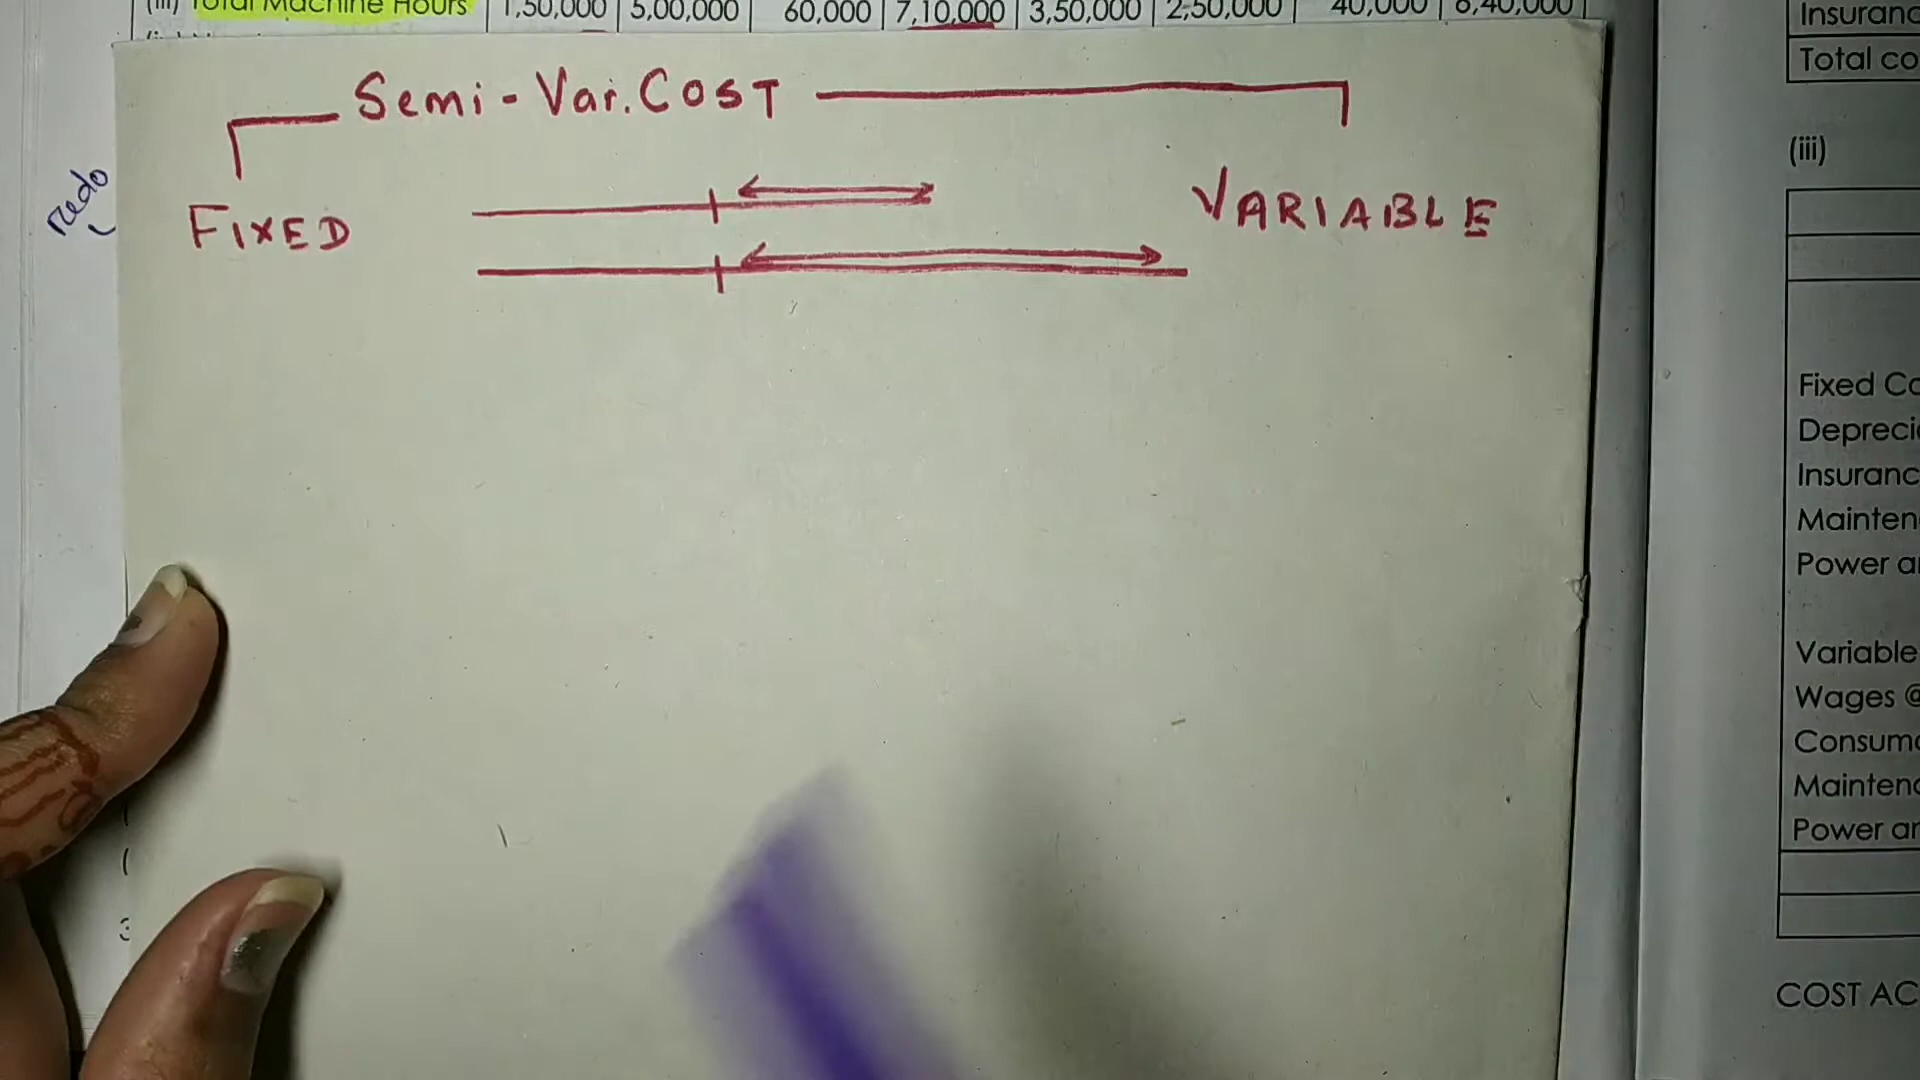 (iii) Total Machine Hours 1,50,000 5,00,000 60,000 7,10,000 3,50,000 2,50,000 40,000 6,40,000
Semi-Var. COST
FIXED
VARIABLE
redo
Insuranc
Total co
(iii)
Fixed Co
Depreci
Insuranc
Mainten
Power a
Variable
Wages @
Consum
Mainten
Power ar
COST AC